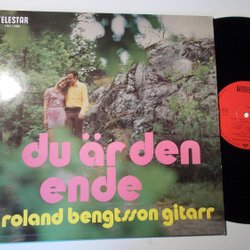 TELESTAR
du är den
ende
roland bengtsson gitarr